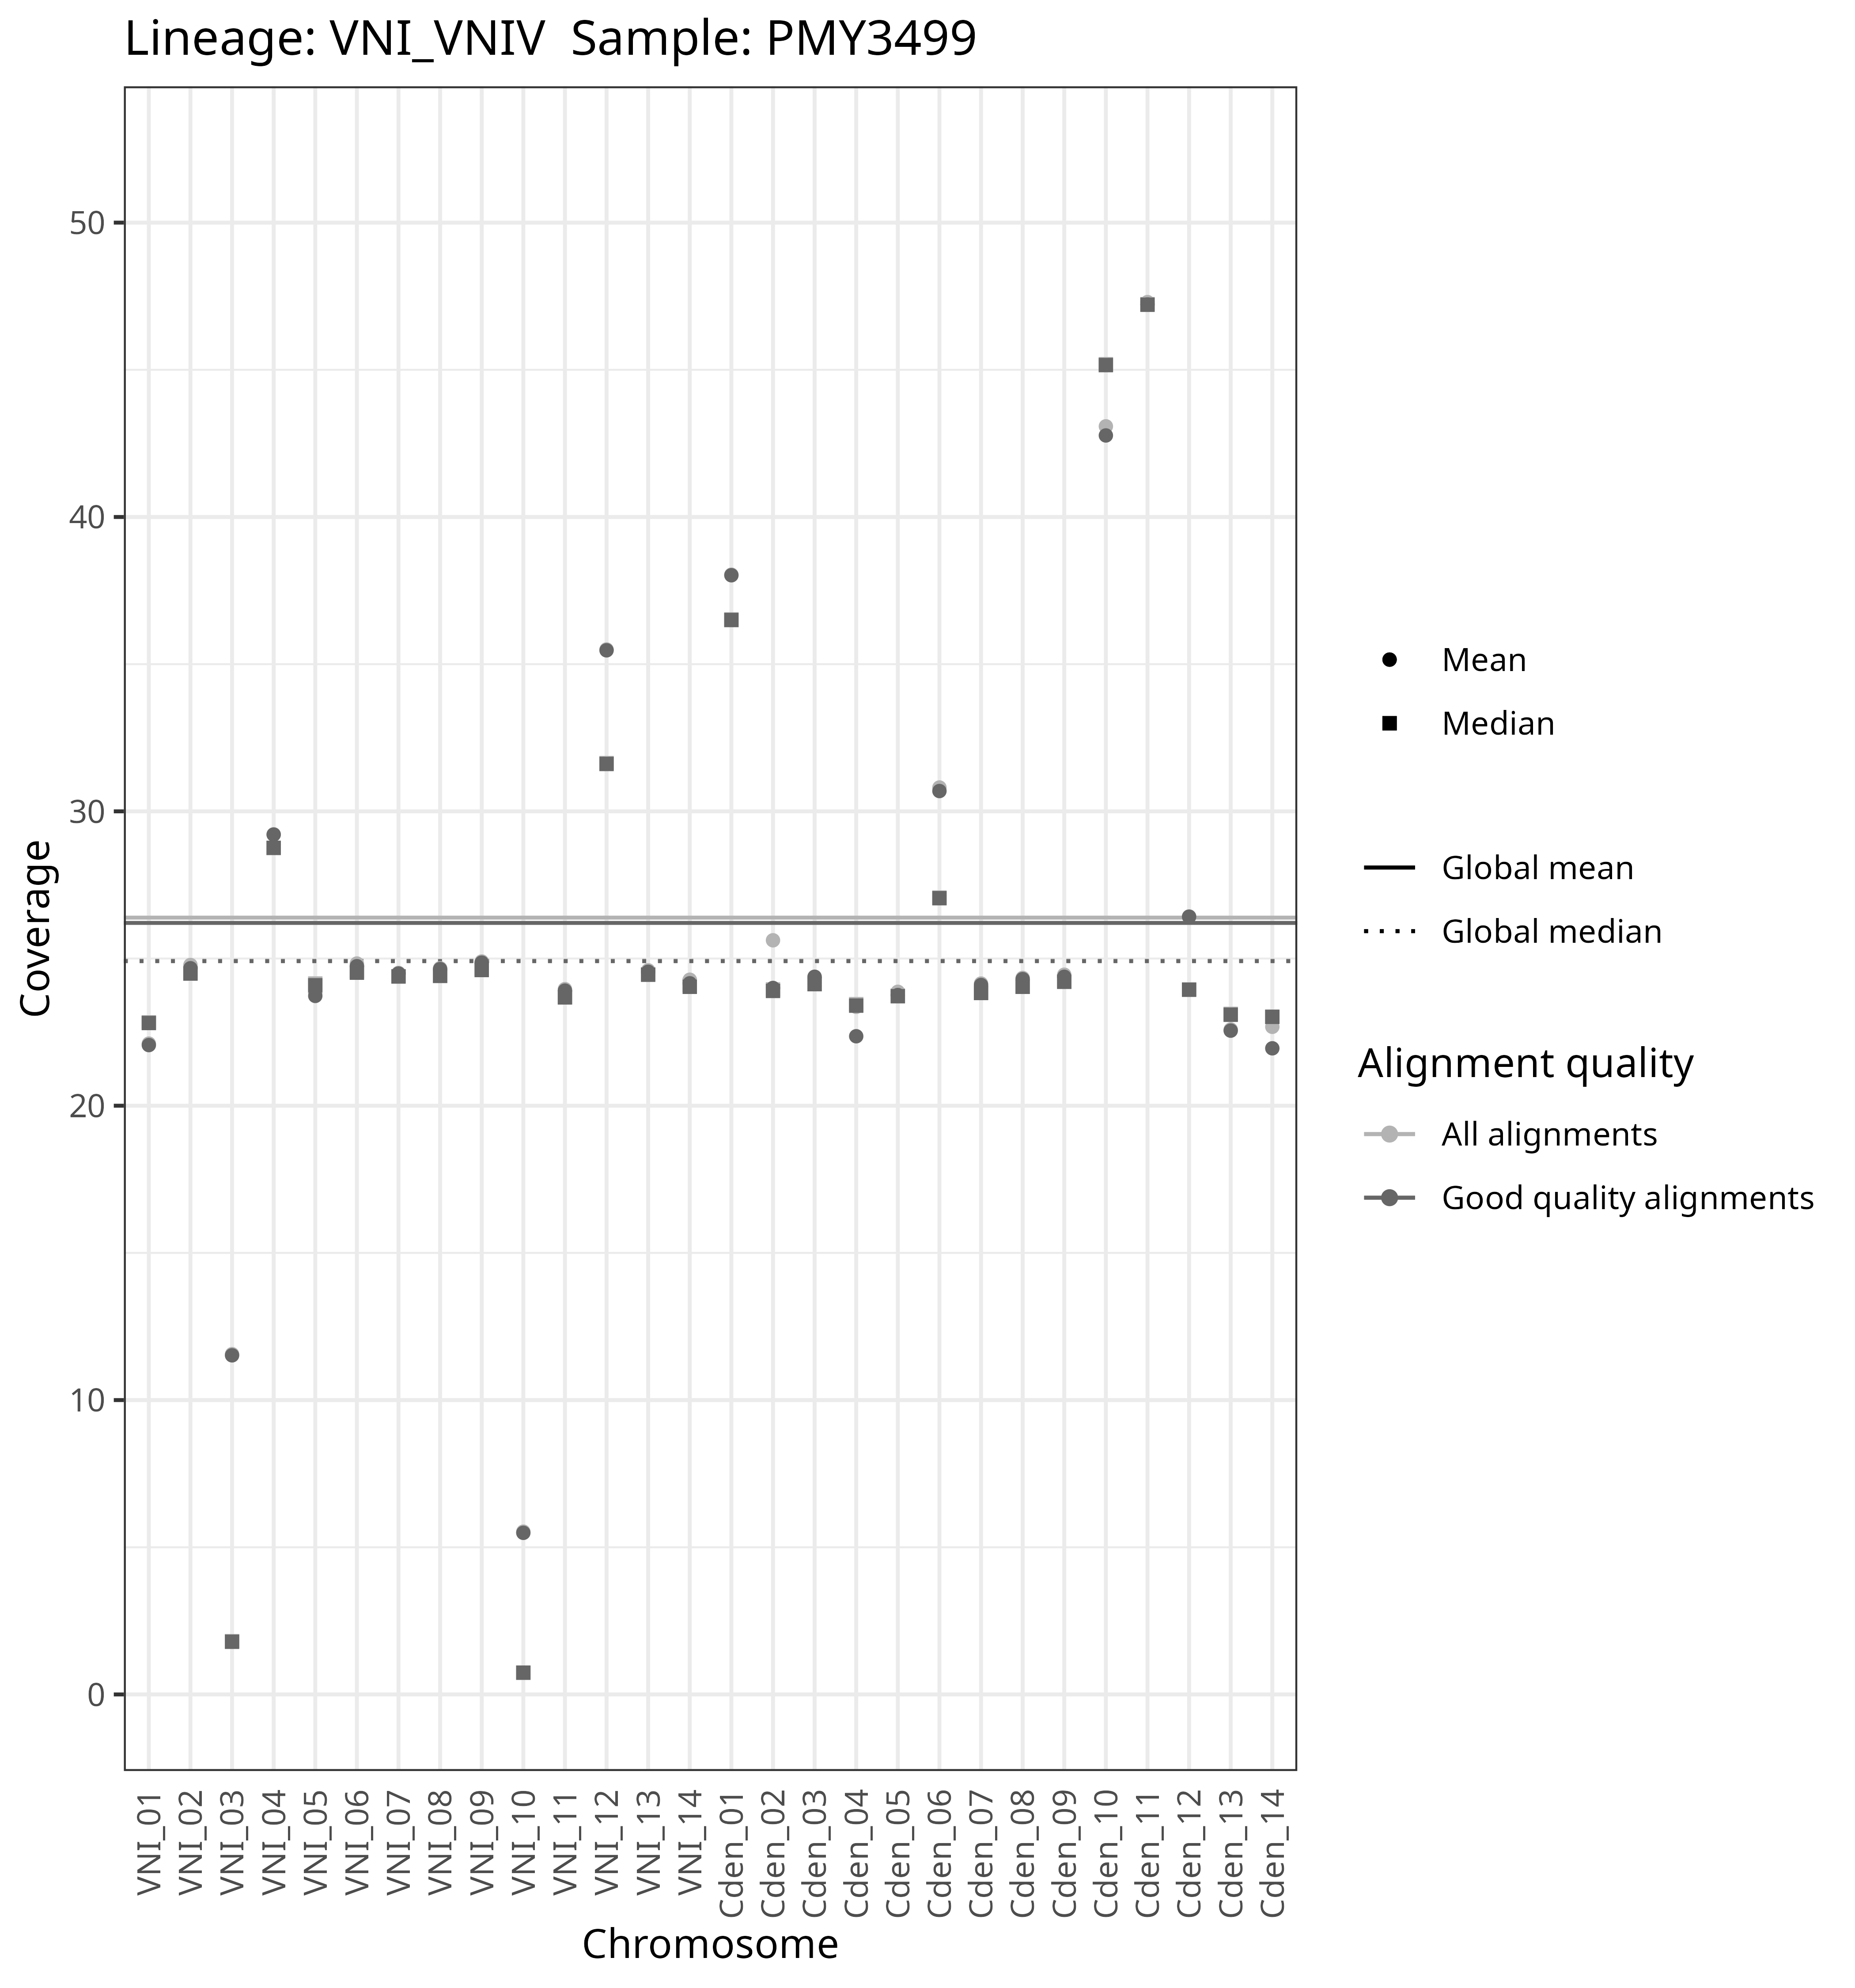 Lineage: VNI_VNIV  Sample: PMY3499
Coverage
50
40
30
20
10
0
VNI_01
VNI_02
VNI_03
VNI_04
VNI_05
VNI_06
VNI_07
VNI_08
VNI_09
VNI_10
VNI_11
VNI_12
VNI_13
VNI_14
Cden_01
Cden_02
Cden_03
Cden_04
Cden_05
Cden_06
Cden_07
Cden_08
Cden_09
Cden_10
Cden_11
Cden_12
Cden_13
Cden_14
Chromosome
Mean
Median
Global mean
Global median
Alignment quality
All alignments
Good quality alignments